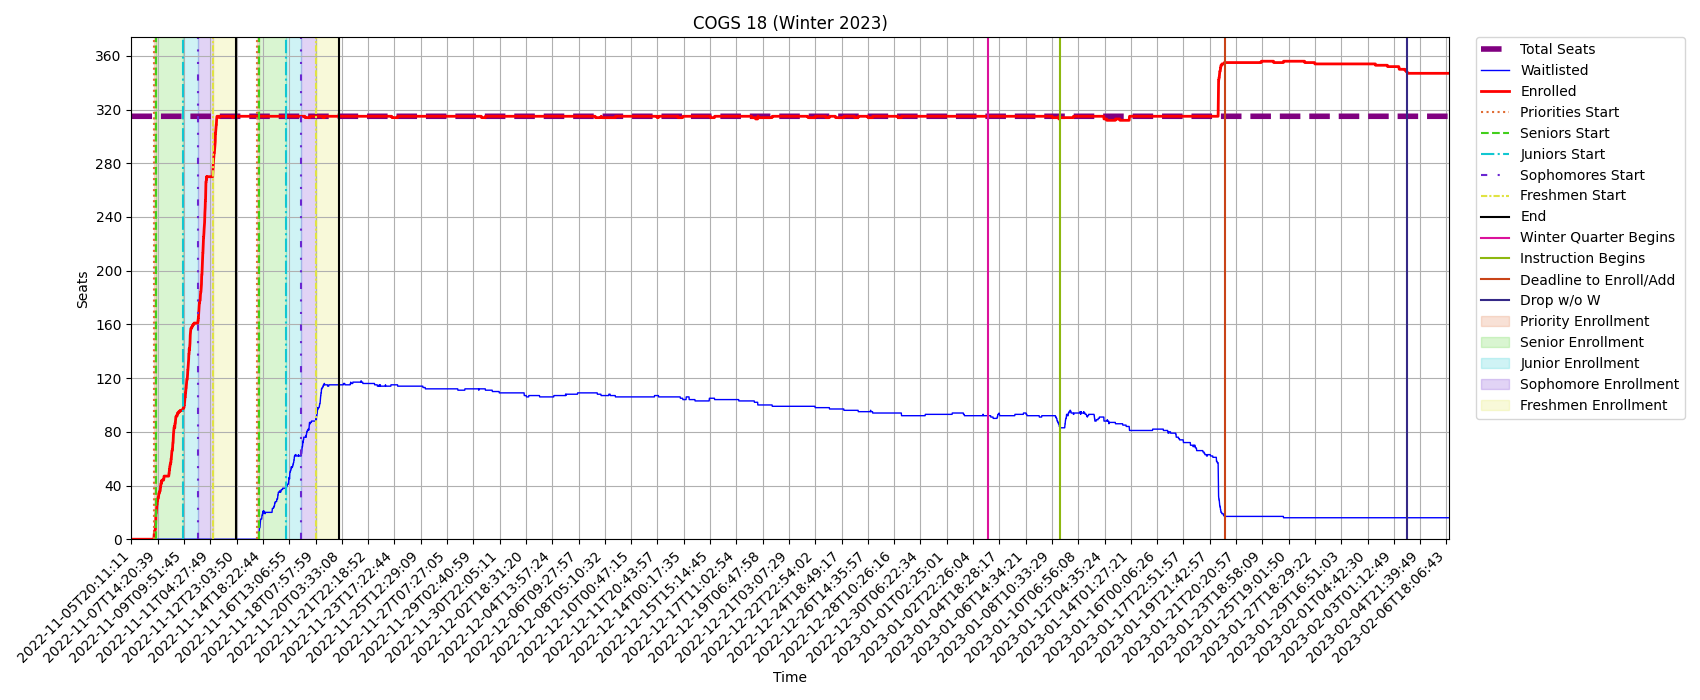 COGS 18 (Winter 2023)
Seats
360
320
280
240
200
160
120
80
40
0
2022-11-05T20:11:11
2022-11-07T14:20:39
2022-11-09T09:51:45
2022-11-11T04:27:49
2022-11-12T23:03:50
2022-11-14T18:22:44
2022-11-16T13:06:55
2022-11-18T07:57:59
2022-11-20T03:33:08
2022-11-21T22:18:52
2022-11-23T17:22:44
2022-11-25T12:29:09
2022-11-27T07:27:05
2022-11-29T02:40:59
2022-11-30T22:05:11
2022-12-02T18:31:20
2022-12-04T13:57:24
2022-12-06T09:27:57
2022-12-08T05:10:32
2022-12-10T00:47:15
2022-12-11T20:43:57
2022-12-14T00:17:35
2022-12-15T15:14:45
2022-12-17T11:02:54
2022-12-19T06:47:58
2022-12-21T03:07:29
2022-12-22T22:54:02
2022-12-24T18:49:17
2022-12-26T14:35:57
2022-12-28T10:26:16
2022-12-30T06:22:34
2023-01-01T02:25:01
2023-01-02T22:26:04
2023-01-04T18:28:17
2023-01-06T14:34:21
2023-01-08T10:33:29
2023-01-10T06:56:08
2023-01-12T04:35:24
2023-01-14T01:27:21
2023-01-16T00:06:26
2023-01-17T22:51:57
2023-01-19T21:42:57
2023-01-21T20:20:57
2023-01-23T18:58:09
2023-01-25T19:01:50
2023-01-27T18:29:22
2023-01-29T16:51:03
2023-02-01T04:42:30
2023-02-03T01:12:49
2023-02-04T21:39:49
2023-02-06T18:06:43
Time
Total Seats
Waitlisted
Enrolled
Priorities Start
Seniors Start
Juniors Start
Sophomores Start
Freshmen Start
End
Winter Quarter Begins
Instruction Begins
Deadline to Enroll/Add
Drop w/o W
Priority Enrollment
Senior Enrollment
Junior Enrollment
Sophomore Enrollment
Freshmen Enrollment